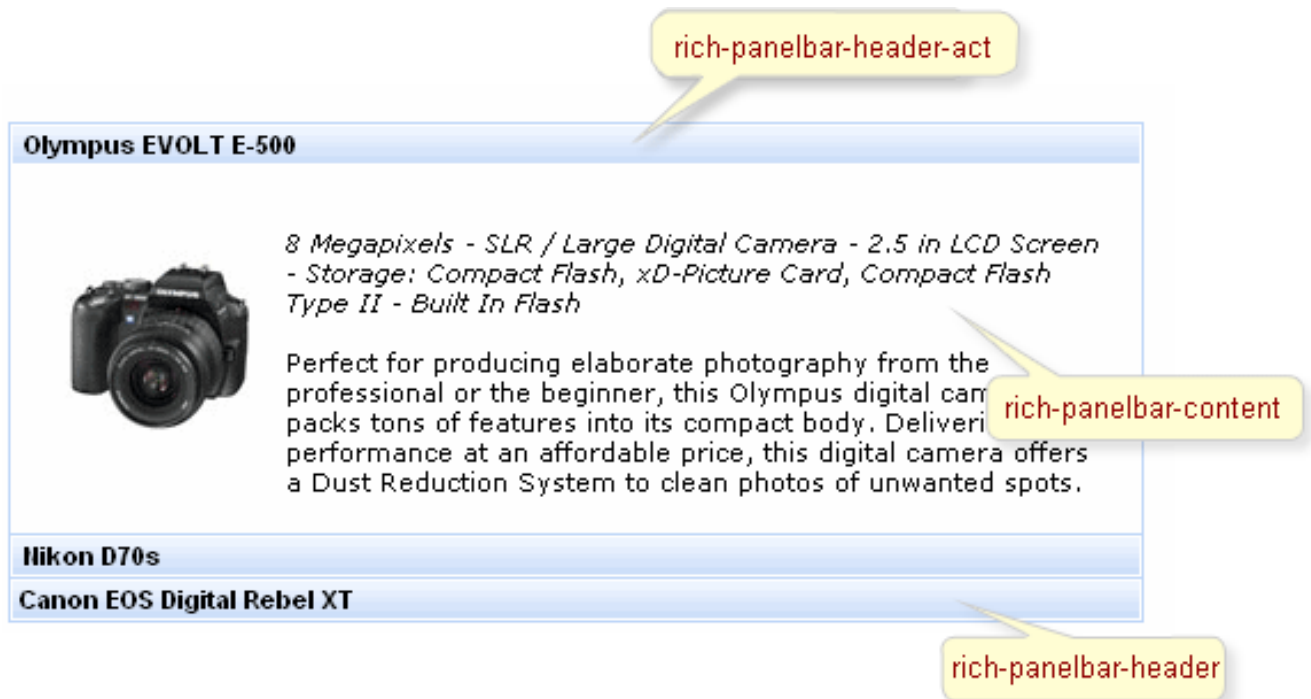 rich-panelbar-header-act
Olympus EVOLT E-500
8 Megapixels - SLR / Large Digital Camera - 2.5 in LCD Screen
- Storage: Compact Flash, xD-Picture Card, Compact Flash
Type II - Built In Flash
OLYMPUS
Perfect for producing elaborate photography from the
professional or the beginner, this Olympus digital cam
packs tons of features into its compact body. Deliveri
rich-panelbar-content
performance at an affordable price, this digital camera offers
a Dust Reduction System to clean photos of unwanted spots.
Nikon D70s
Canon EOS Digital Rebel XT
rich-panelbar-header